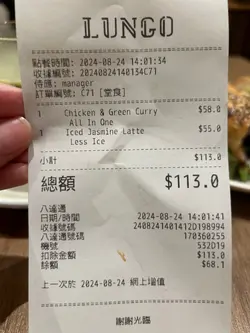 LUNGO
點餐時間: 2024-08-24 14:01:34
收據編號: 20240824140134C71
侍應: manager
訂單編號: C71 [堂食]
1 Chicken & Green Curry $58.0
All In One
1 Iced Jasmine Latte $55.0
Less Ice
小計 $113.0
總額 $113.0
八達通
日期/時間 2024-08-24 14:01:41
收據號碼 2408241401412D198994
八達通號碼 170360255
機號 532D19
扣除金額 $113.0
餘額 $68.1
上一次於 2024-08-24 網上增值
謝謝光臨